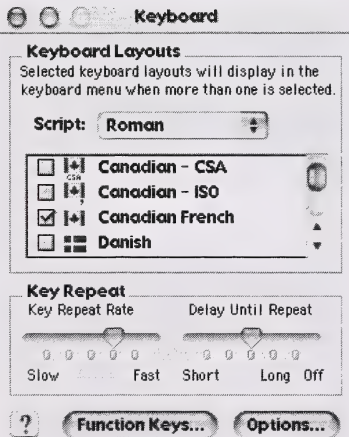 Keyboard
Keyboard Layouts
Selected keyboard layouts will display in the
keyboard menu when more than one is selected.
Script: Roman
CSA Canadian - CSA
Canadian - ISO
Canadian French
Danish
Key Repeat
Key Repeat Rate Delay Until Repeat
Slow Fast Short Long Off
? Function Keys... Options...